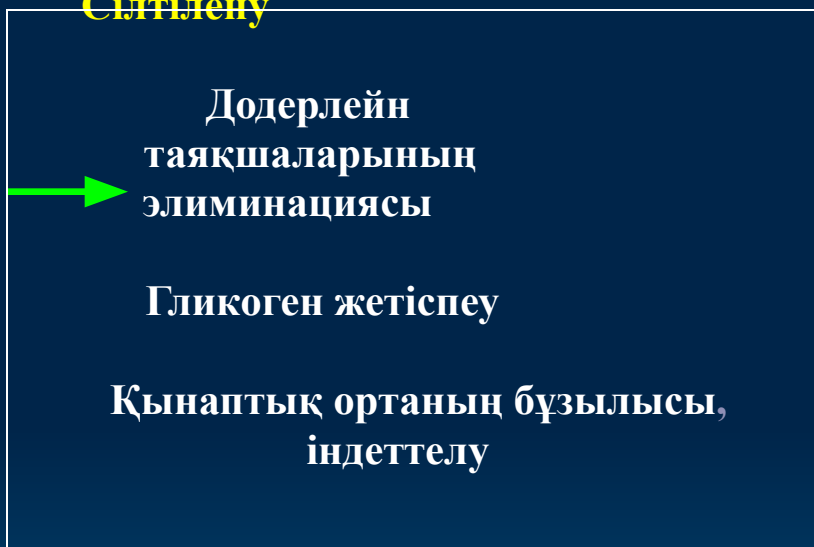 Сілтілену
Додерлейн
таяқшаларының
элиминациясы
Гликоген жетіспеу
Қынаптық ортаның бұзылысы,
індеттелу